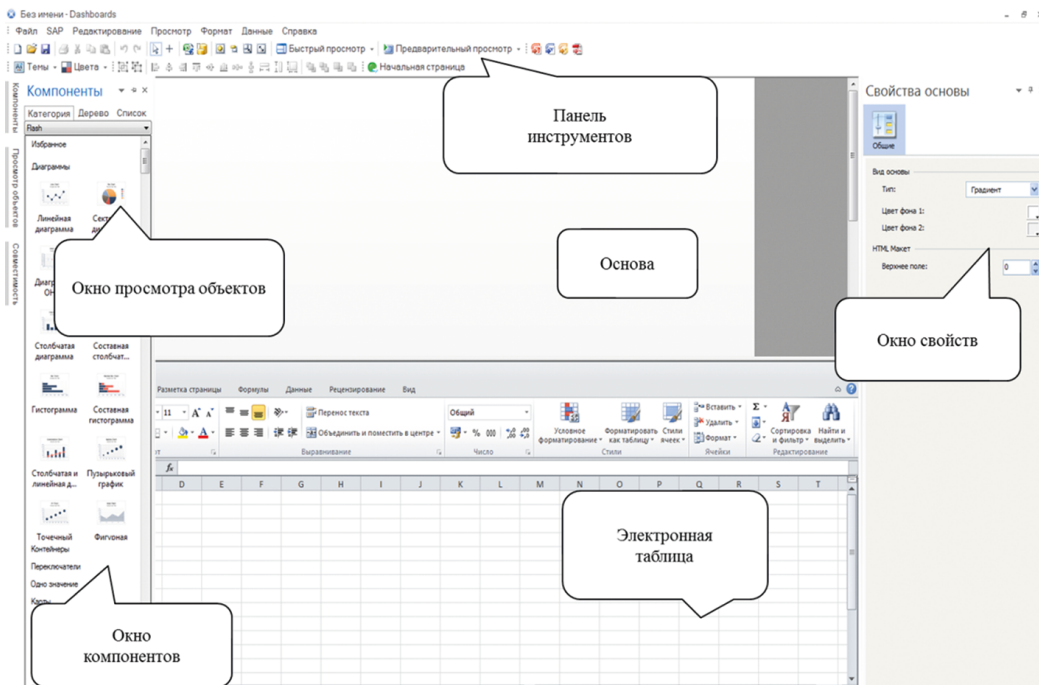 Без имени - Dashboards
Файл SAP Редактирование Просмотр Формат Данные Справка
Быстрый просмотр Предварительный просмотр
Темы Цвета Начальная страница
Компоненты
Просмотр объектов
Совместимость
Компоненты
Категория Дерево Список
Flash
Избранное
Диаграммы
Линейная
диаграмма
Столбчатая
диаграмма
Составная
столбчат...
Гистограмма
Составная
гистограмма
Столбчатая и
линейная д...
Пузырьковый
график
Точечный
Фигурная
Контейнеры
Переключатели
Одно значение
Карты
Панель
инструментов
Основа
Окно просмотра объектов
Окно свойств
Электронная
таблица
Окно
компонентов
Свойства основы
Общие
Вид основы
Тип: Градиент
Цвет фона 1:
Цвет фона 2:
HTML Макет
Верхнее поле: 0
Разметка страницы Формулы Данные Рецензирование Вид
11 A A Перенос текста Общий
Объединить и поместить в центре % 000
Условное
форматирование
Форматировать
как таблицу
Стили
ячеек
Вставить
Удалить
Формат
Сортировка
и фильтр
Найти и
выделить
Выравнивание Число Стили Ячейки Редактирование
fx
D E F G H I J K L M N O P Q R S T